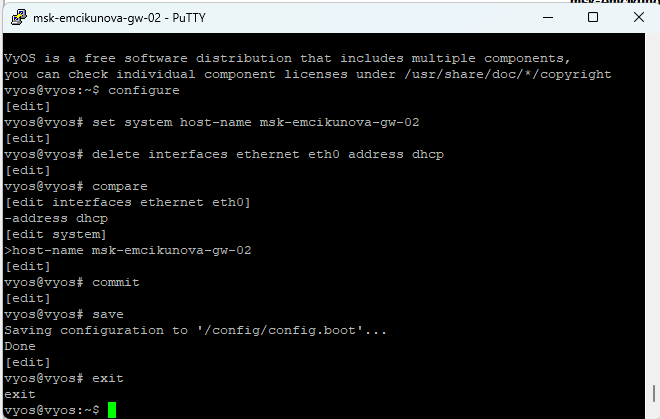 msk-emcikunova-gw-02 - PuTTY
VyOS is a free software distribution that includes multiple components,
you can check individual component licenses under /usr/share/doc/*/copyright
vyos@vyos:~$ configure
[edit]
vyos@vyos# set system host-name msk-emcikunova-gw-02
[edit]
vyos@vyos# delete interfaces ethernet eth0 address dhcp
[edit]
vyos@vyos# compare
[edit interfaces ethernet eth0]
-address dhcp
[edit system]
>host-name msk-emcikunova-gw-02
[edit]
vyos@vyos# commit
[edit]
vyos@vyos# save
Saving configuration to '/config/config.boot'...
Done
[edit]
vyos@vyos# exit
exit
vyos@vyos:~$